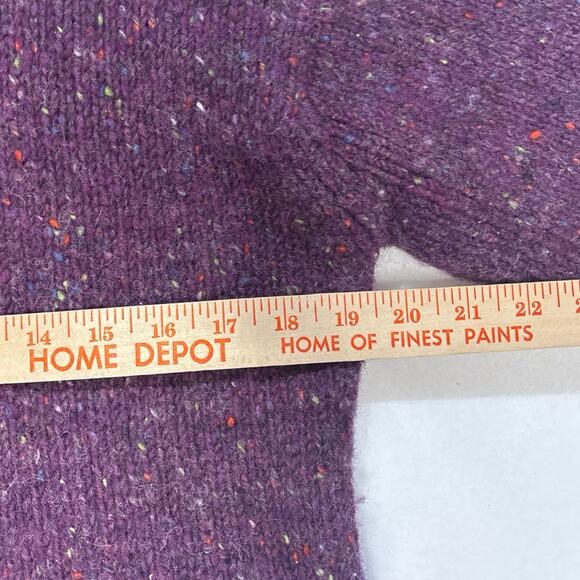 14 15 16 17 18 19 20 21 22
HOME DEPOT HOME OF FINEST PAINTS